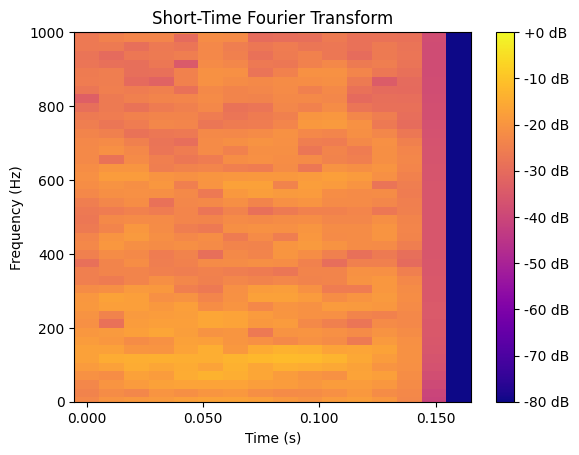 Short-Time Fourier Transform
1000
800
600
400
200
0
Frequency (Hz)
0.000
0.050
0.100
0.150
Time (s)
+0 dB
-10 dB
-20 dB
-30 dB
-40 dB
-50 dB
-60 dB
-70 dB
-80 dB